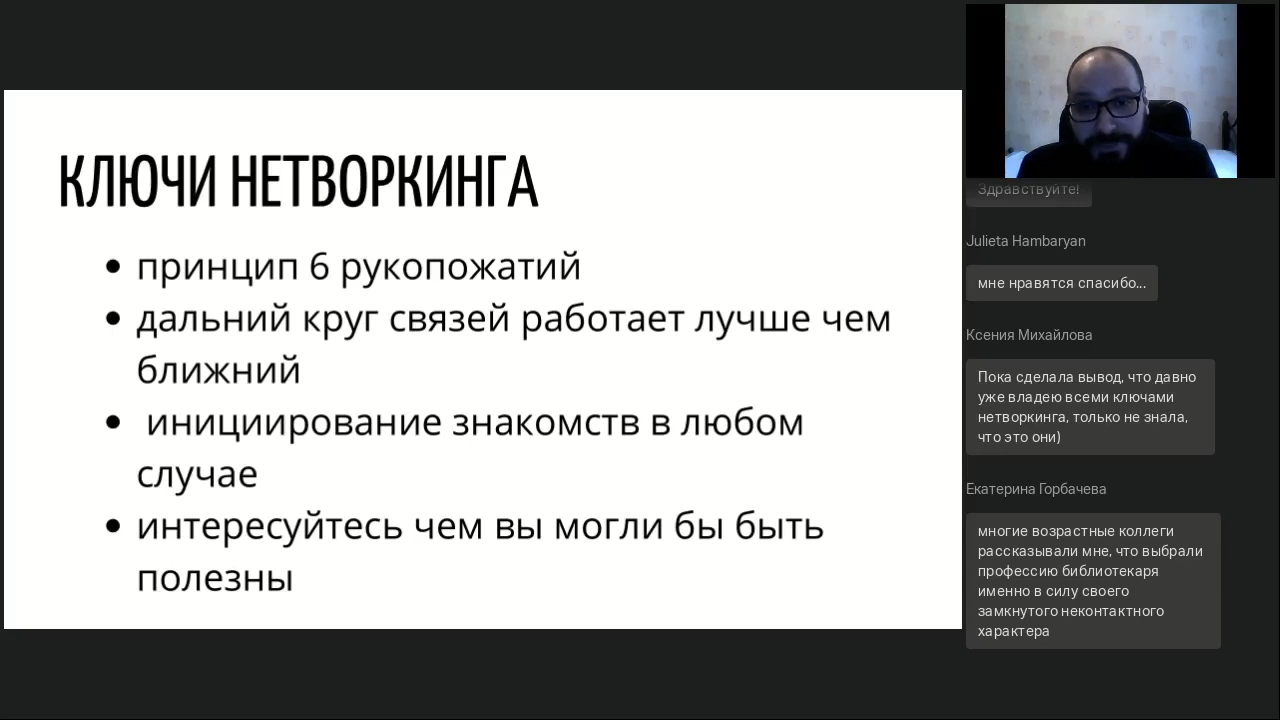 КЛЮЧИ НЕТВОРКИНГА
• принцип 6 рукопожатий
• дальний круг связей работает лучше чем
ближний
• инициирование знакомств в любом
случае
• интересуйтесь чем вы могли бы быть
полезны
Здравствуйте!
Julieta Hambaryan
мне нравятся спасибо...
Ксения Михайлова
Пока сделала вывод, что давно
уже владею всеми ключами
нетворкинга, только не знала,
что это они)
Екатерина Горбачева
многие возрастные коллеги
рассказывали мне, что выбрали
профессию библиотекаря
именно в силу своего
замкнутого неконтактного
характера